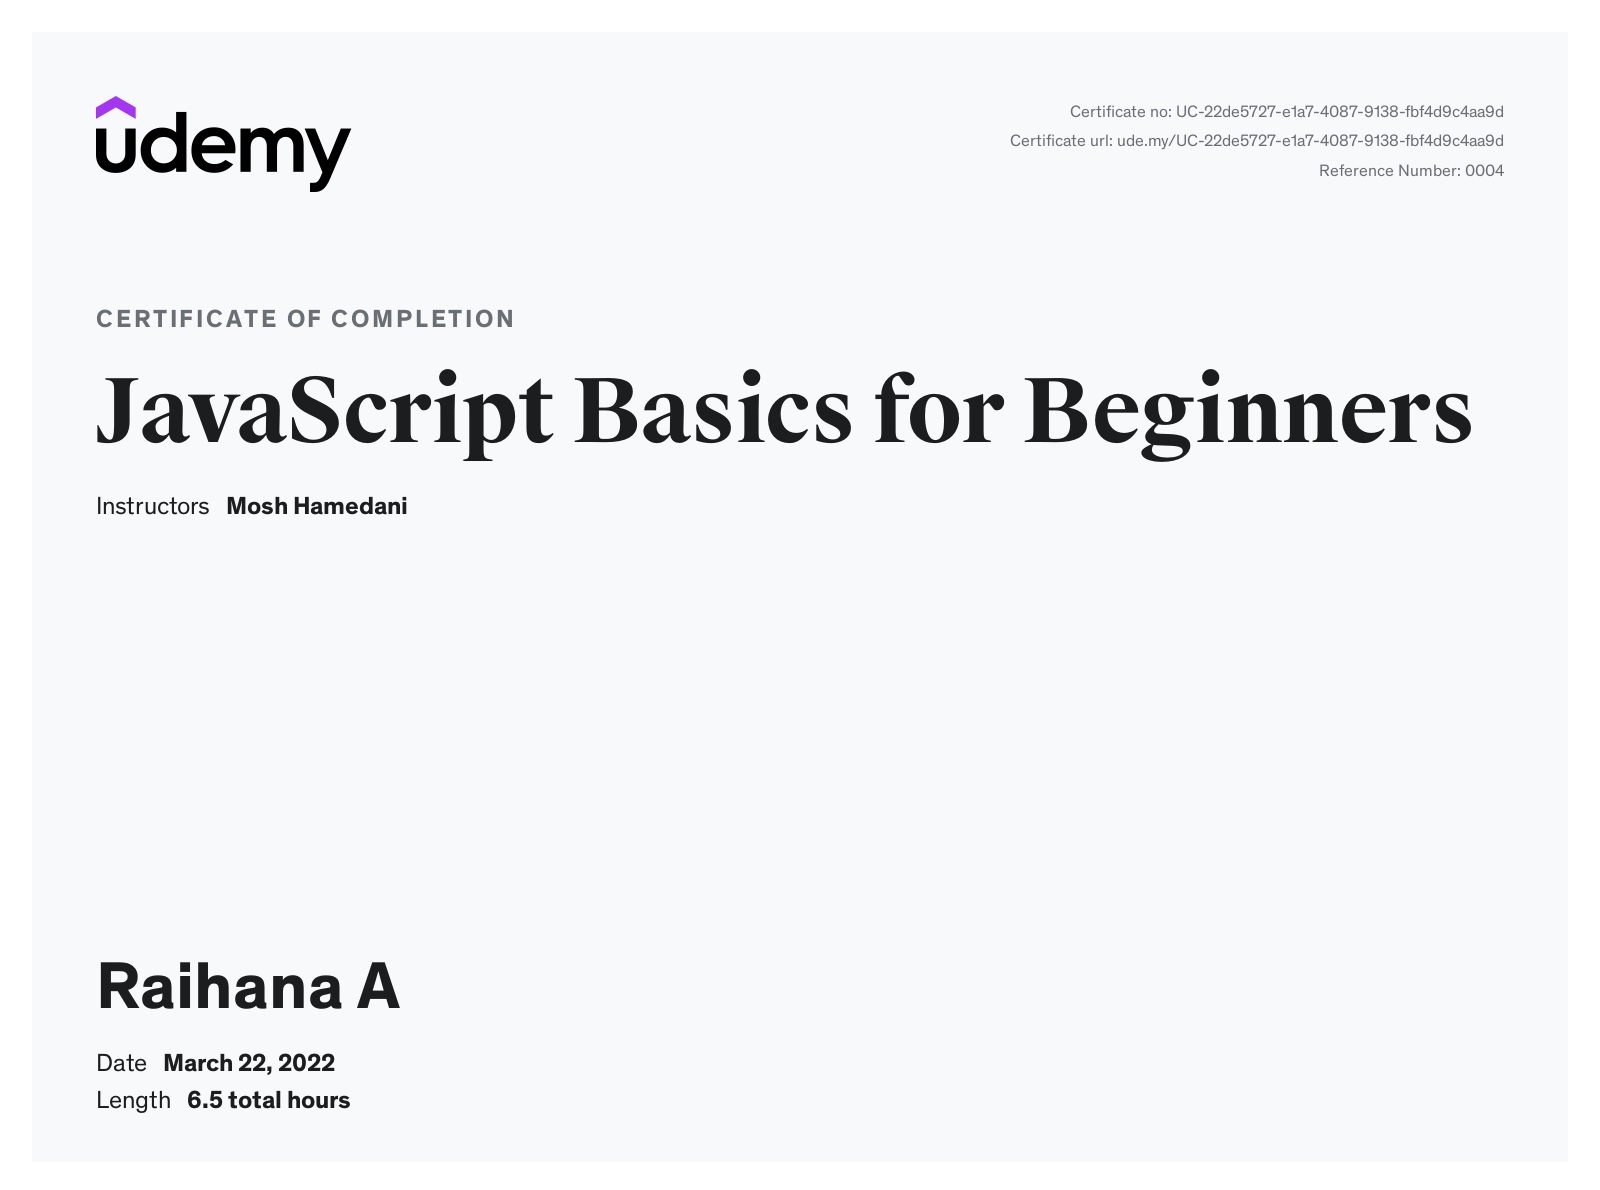 udemy
Certificate no: UC-22de5727-e1a7-4087-9138-fbf4d9c4aa9d
Certificate url: ude.my/UC-22de5727-e1a7-4087-9138-fbf4d9c4aa9d
Reference Number: 0004
CERTIFICATE OF COMPLETION
JavaScript Basics for Beginners
Instructors Mosh Hamedani
Raihana A
Date March 22, 2022
Length 6.5 total hours